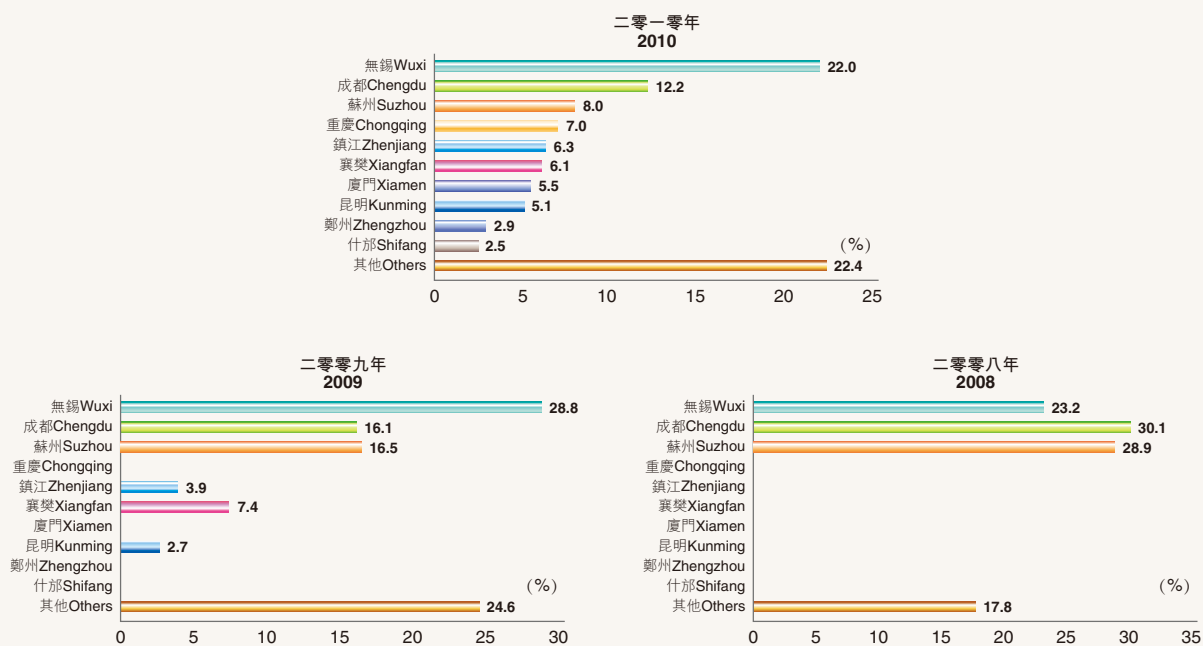 二零一零年
2010
無錫Wuxi 22.0
成都Chengdu 12.2
蘇州Suzhou 8.0
重慶Chongqing 7.0
鎮江Zhenjiang 6.3
襄樊Xiangfan 6.1
廈門Xiamen 5.5
昆明Kunming 5.1
鄭州Zhengzhou 2.9
什邡Shifang 2.5 (%)
其他Others 22.4
0 5 10 15 20 25
二零零九年
2009
無錫Wuxi 28.8
成都Chengdu 16.1
蘇州Suzhou 16.5
重慶Chongqing
鎮江Zhenjiang 3.9
襄樊Xiangfan 7.4
廈門Xiamen
昆明Kunming 2.7
鄭州Zhengzhou
什邡Shifang (%)
其他Others 24.6
0 5 10 15 20 25 30
二零零八年
2008
無錫Wuxi 23.2
成都Chengdu 30.1
蘇州Suzhou 28.9
重慶Chongqing
鎮江Zhenjiang
襄樊Xiangfan
廈門Xiamen
昆明Kunming
鄭州Zhengzhou
什邡Shifang (%)
其他Others 17.8
0 5 10 15 20 25 30 35